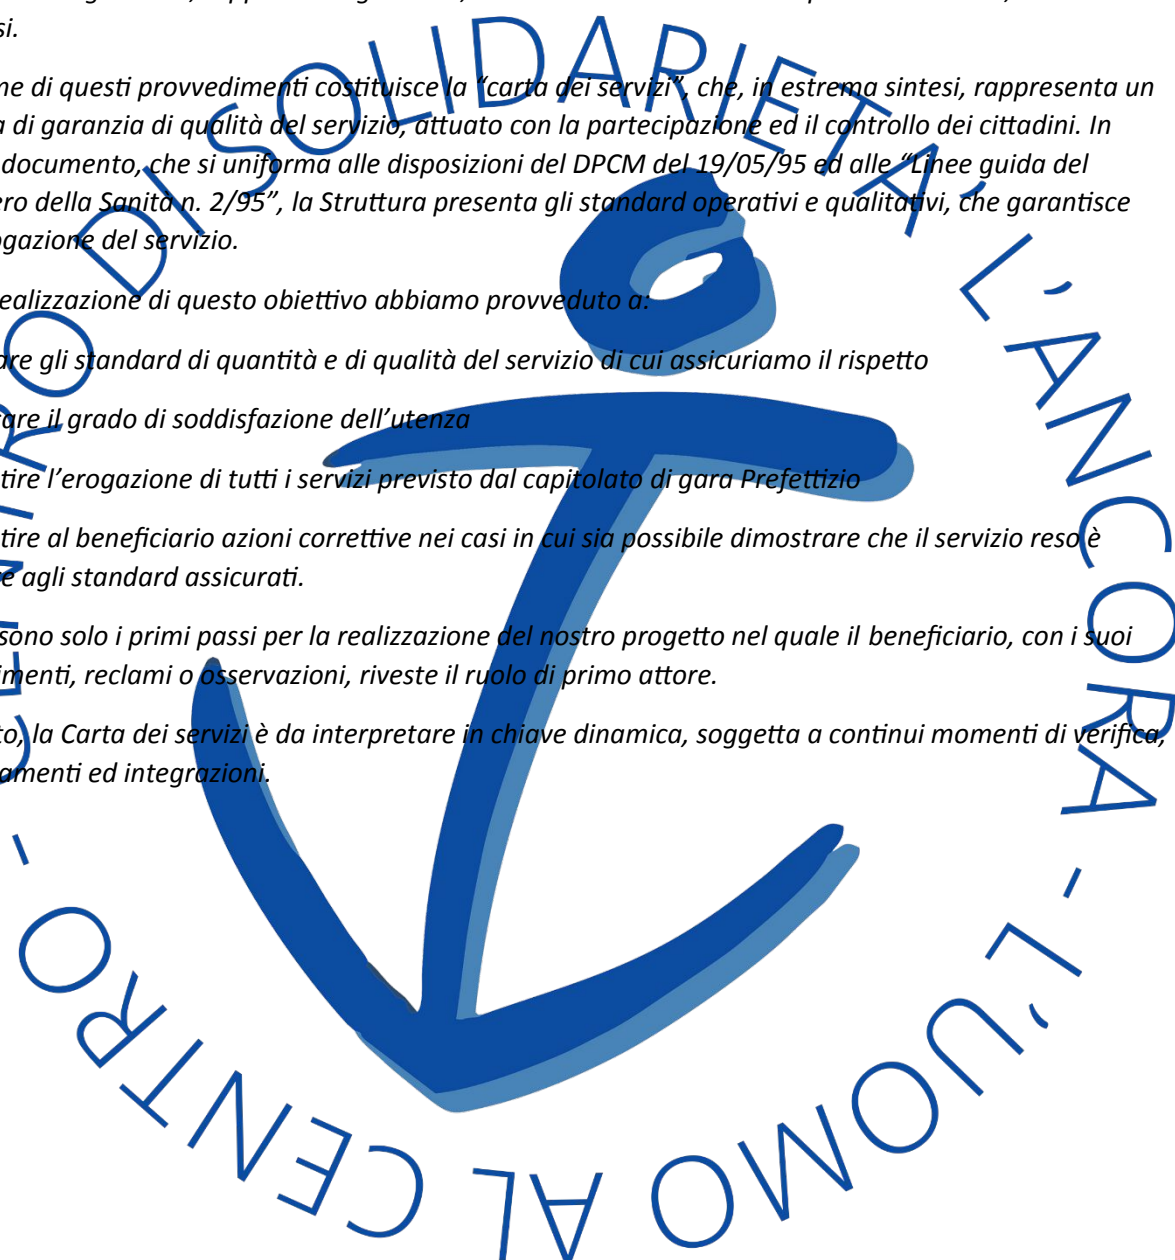 si.
me di questi provvedimenti costituisce la “carta dei servizi”, che, in estrema sintesi, rappresenta un
a di garanzia di qualità del servizio, attuato con la partecipazione ed il controllo dei cittadini. In
documento, che si uniforma alle disposizioni del DPCM del 19/05/95 ed alle “Linee guida del
ero della Sanità n. 2/95”, la Struttura presenta gli standard operativi e qualitativi, che garantisce
ogazione del servizio.
ealizzazione di questo obiettivo abbiamo provveduto a:
are gli standard di quantità e di qualità del servizio di cui assicuriamo il rispetto
are il grado di soddisfazione dell’utenza
tire l’erogazione di tutti i servizi previsto dal capitolato di gara Prefettizio
tire al beneficiario azioni correttive nei casi in cui sia possibile dimostrare che il servizio reso è
e agli standard assicurati.
sono solo i primi passi per la realizzazione del nostro progetto nel quale il beneficiario, con i suoi
imenti, reclami o osservazioni, riveste il ruolo di primo attore.
to, la Carta dei servizi è da interpretare in chiave dinamica, soggetta a continui momenti di verifica,
amenti ed integrazioni.
CENTRO DI SOLIDARIETA’ L’ANCORA - L’UOMO AL CENTRO -